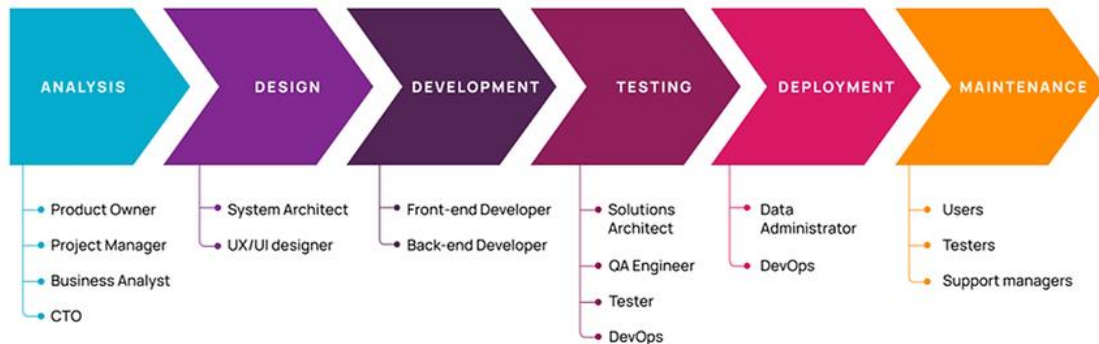 ANALYSIS
DESIGN
DEVELOPMENT
TESTING
DEPLOYMENT
MAINTENANCE
Product Owner
Project Manager
Business Analyst
CTO
System Architect
UX/UI designer
Front-end Developer
Back-end Developer
Solutions
Architect
QA Engineer
Tester
DevOps
Data
Administrator
DevOps
Users
Testers
Support managers